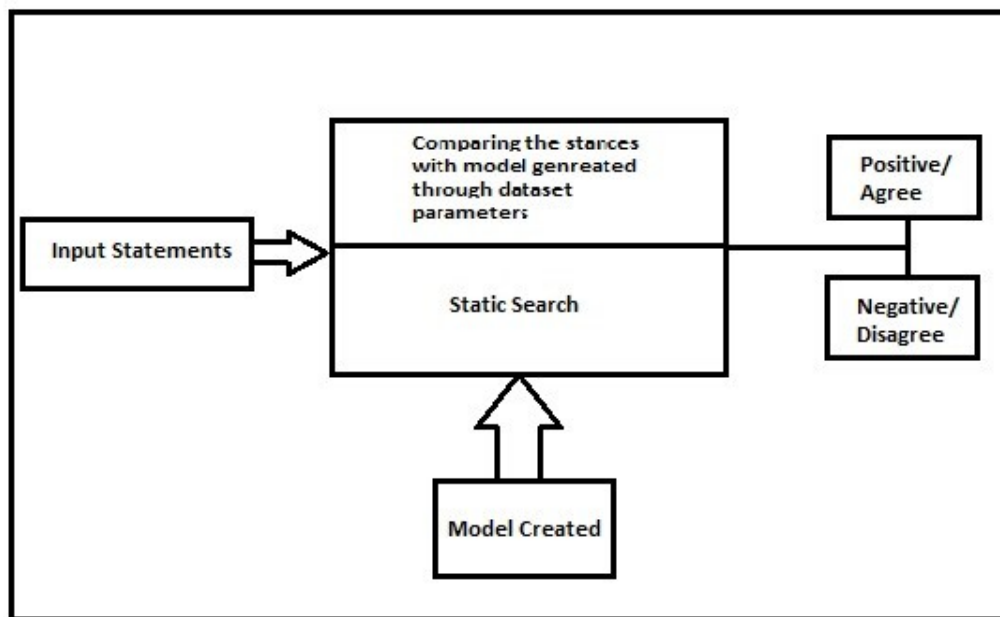 Comparing the stances
with model genreated
through dataset
parameters
Positive/
Agree
Input Statements
Static Search
Negative/
Disagree
Model Created